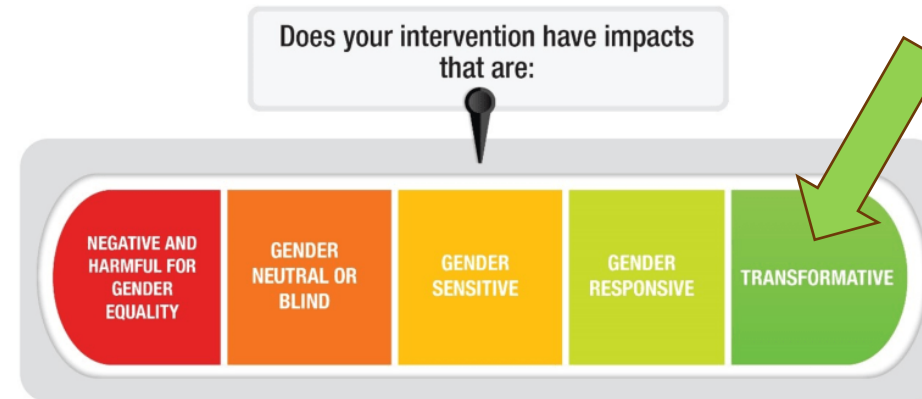 Does your intervention have impacts
that are:
NEGATIVE AND
HARMFUL FOR
GENDER
EQUALITY
GENDER
NEUTRAL OR
BLIND
GENDER
SENSITIVE
GENDER
RESPONSIVE
TRANSFORMATIVE